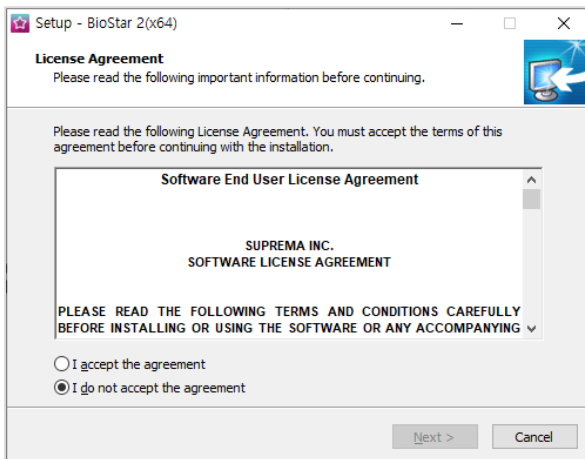 Setup - BioStar 2(x64)
License Agreement
Please read the following important information before continuing.
Please read the following License Agreement. You must accept the terms of this
agreement before continuing with the installation.
Software End User License Agreement
SUPREMA INC.
SOFTWARE LICENSE AGREEMENT
PLEASE READ THE FOLLOWING TERMS AND CONDITIONS CAREFULLY
BEFORE INSTALLING OR USING THE SOFTWARE OR ANY ACCOMPANYING
I accept the agreement
I do not accept the agreement
Next >
Cancel